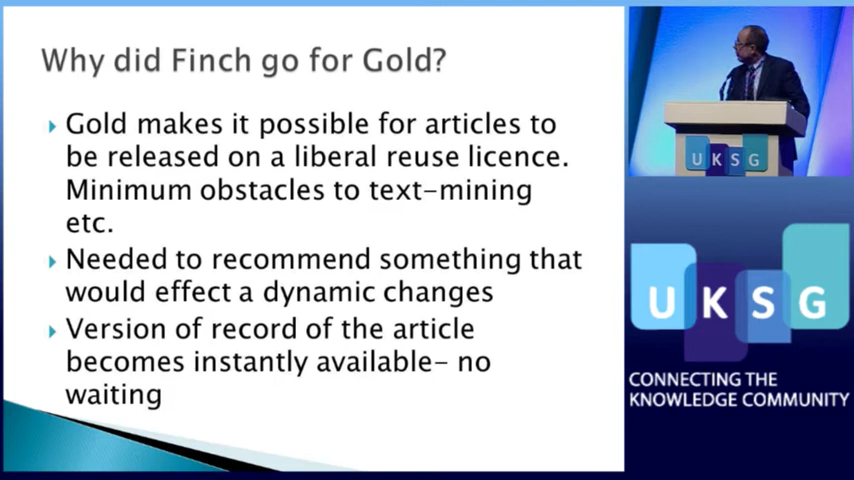 Why did Finch go for Gold?
Gold makes it possible for articles to
be released on a liberal reuse licence.
Minimum obstacles to text-mining
etc.
Needed to recommend something that
would effect a dynamic changes
Version of record of the article
becomes instantly available- no
waiting
UKSG
UKSG
CONNECTING THE
KNOWLEDGE COMMUNITY